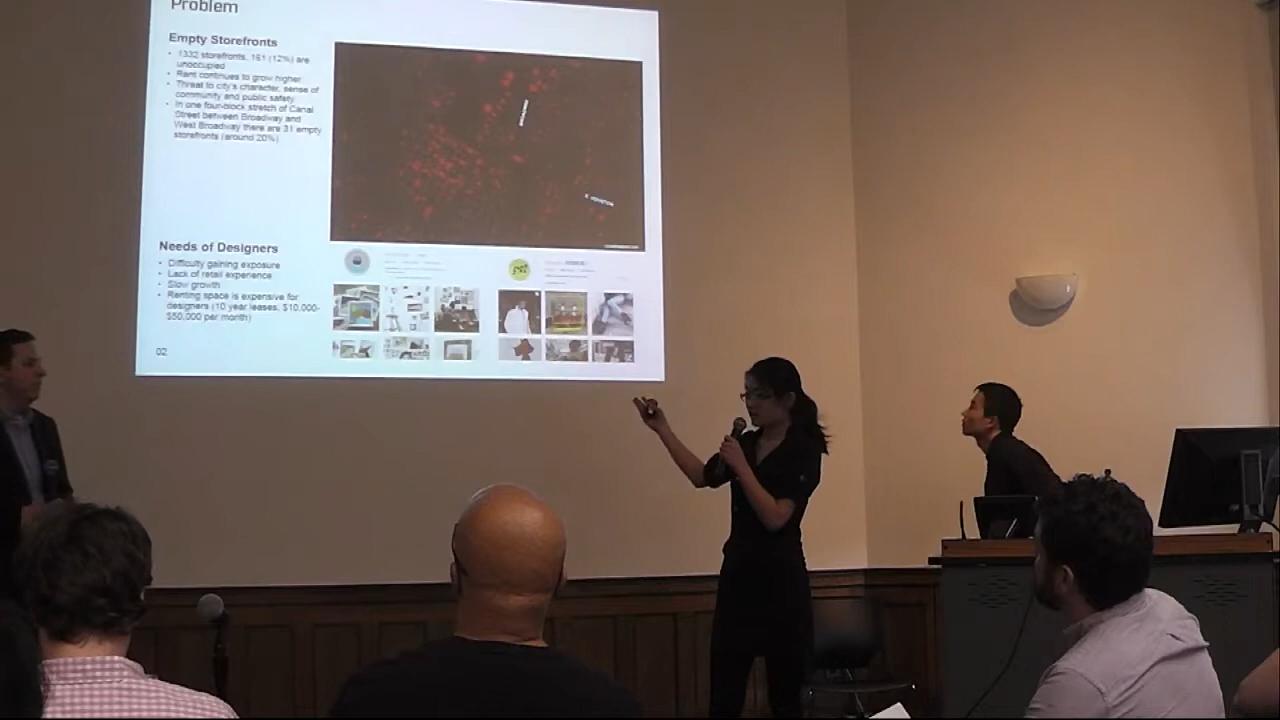 Problem
Empty Storefronts
• 1332 storefronts, 161 (12%) are
unoccupied
• Rent continues to grow higher
• Threat to city's character, sense of
community and public safety
• In one four-block stretch of Canal
Street between Broadway and
West Broadway there are 31 empty
storefronts (around 20%)
Needs of Designers
• Difficulty gaining exposure
• Lack of retail experience
• Slow growth
• Renting space is expensive for
designers (10 year leases, $10,000-
$50,000 per month)
02